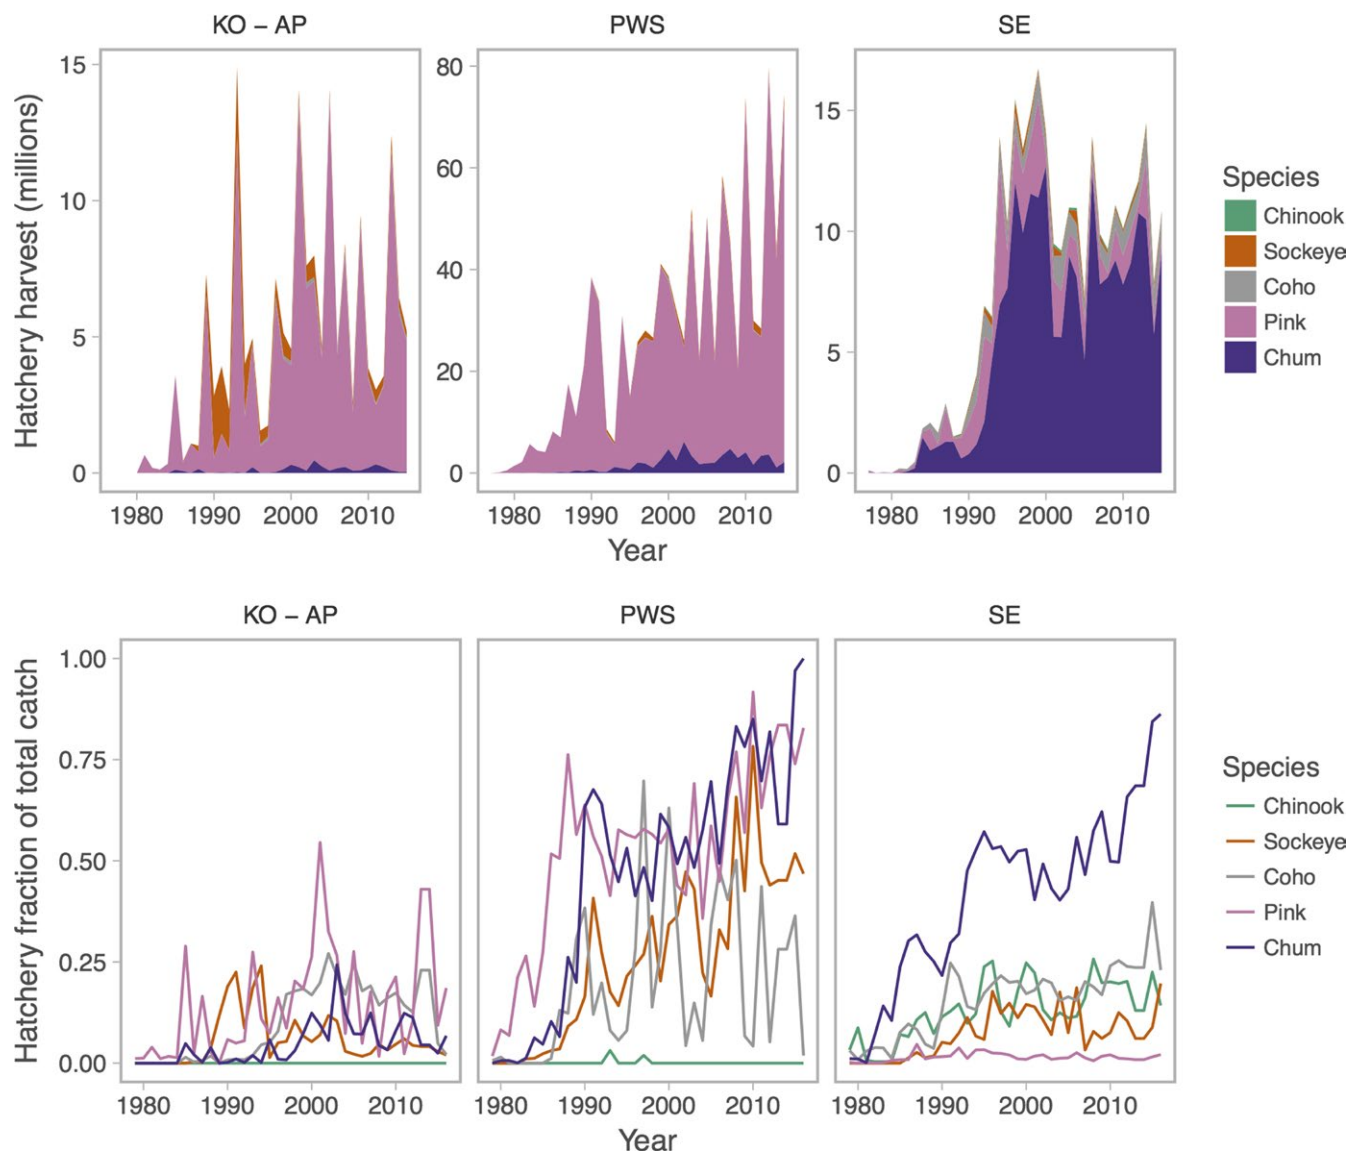 KO – AP PWS SE
Hatchery harvest (millions)
15
10
5
0
80
60
40
20
0
15
10
5
0
1980 1990 2000 2010 1980 1990 2000 2010 1980 1990 2000 2010
Year
Species
Chinook
Sockeye
Coho
Pink
Chum
KO – AP PWS SE
Hatchery fraction of total catch
1.00
0.75
0.50
0.25
0.00
1980 1990 2000 2010 1980 1990 2000 2010 1980 1990 2000 2010
Year
Species
Chinook
Sockeye
Coho
Pink
Chum